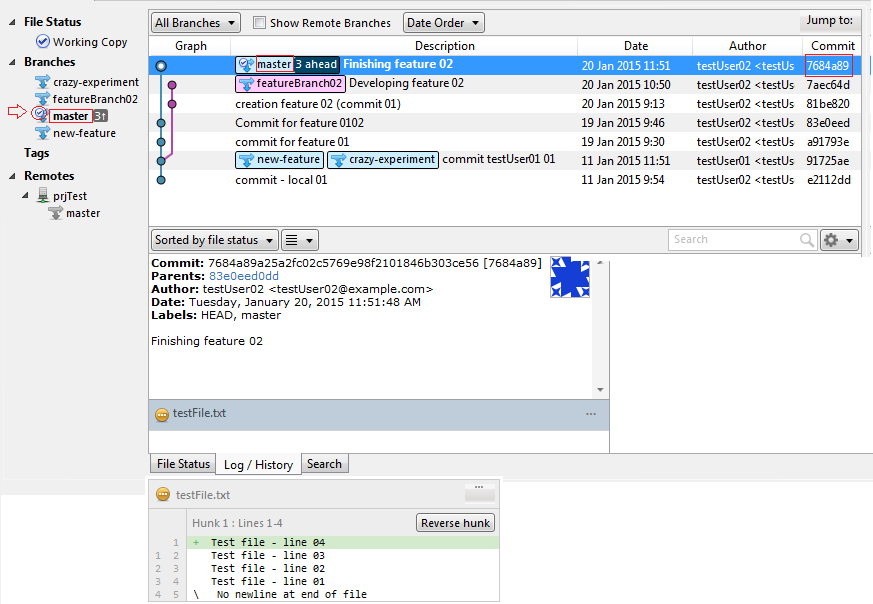 File Status
Working Copy
Branches
crazy-experiment
featureBranch02
master 3↑
new-feature
Tags
Remotes
prjTest
master
All Branches Show Remote Branches Date Order Jump to:
Graph Description Date Author Commit
master 3 ahead Finishing feature 02 20 Jan 2015 11:51 testUser02 <testUs 7684a89
featureBranch02 Developing feature 02 20 Jan 2015 10:50 testUser02 <testUs 7aec64d
creation feature 02 (commit 01) 20 Jan 2015 9:13 testUser02 <testUs 81be820
Commit for feature 0102 19 Jan 2015 9:46 testUser02 <testUs 83e0eed
commit for feature 01 19 Jan 2015 9:30 testUser02 <testUs a91793e
new-feature crazy-experiment commit testUser01 01 11 Jan 2015 11:51 testUser01 <testUs 91725ae
commit - local 01 11 Jan 2015 9:54 testUser02 <testUs e2112dd
Sorted by file status Search
Commit: 7684a89a25a2fc02c5769e98f2101846b303ce56 [7684a89]
Parents: 83e0eed0dd
Author: testUser02 <testUser02@example.com>
Date: Tuesday, January 20, 2015 11:51:48 AM
Labels: HEAD, master
Finishing feature 02
testFile.txt ...
File Status Log / History Search
testFile.txt ...
Hunk 1 : Lines 1-4 Reverse hunk
1 + Test file - line 04
1 2 Test file - line 03
2 3 Test file - line 02
3 4 Test file - line 01
4 5 \ No newline at end of file